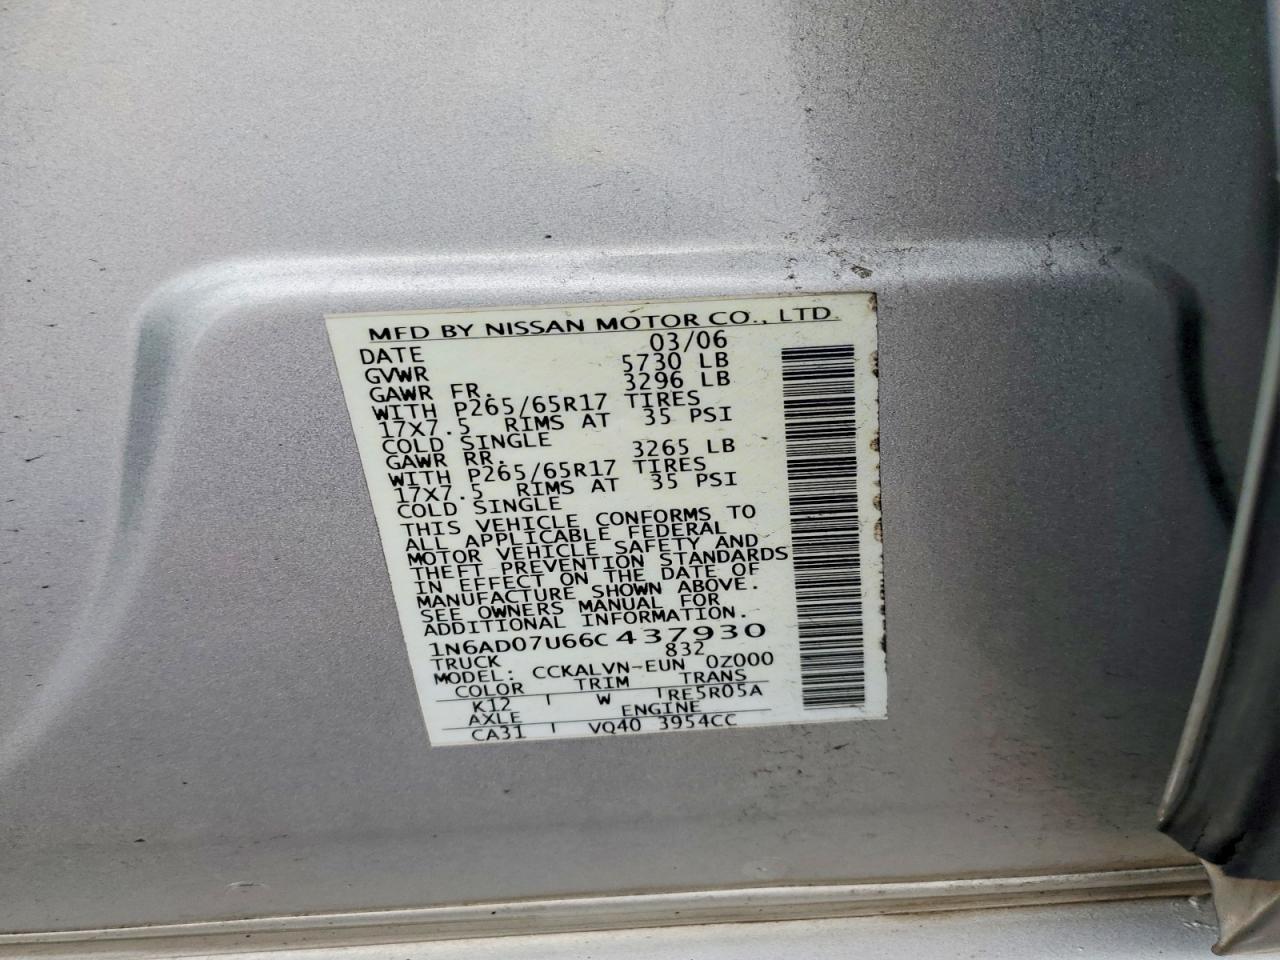 MFD BY NISSAN MOTOR CO., LTD.
DATE 03/06
GVWR 5730 LB
GAWR FR. 3296 LB
WITH P265/65R17 TIRES
17X7.5 RIMS AT 35 PSI
COLD SINGLE
GAWR RR. 3265 LB
WITH P265/65R17 TIRES
17X7.5 RIMS AT 35 PSI
COLD SINGLE
THIS VEHICLE CONFORMS TO
ALL APPLICABLE FEDERAL
MOTOR VEHICLE SAFETY AND
THEFT PREVENTION STANDARDS
IN EFFECT ON THE DATE OF
MANUFACTURE SHOWN ABOVE.
SEE OWNERS MANUAL FOR
ADDITIONAL INFORMATION.
1N6AD07U66C 437930
TRUCK 832
MODEL: CCKALVN-EUN 0Z000
COLOR TRIM TRANS
K12 W RE5R05A
AXLE ENGINE
CA31 VQ40 3954CC